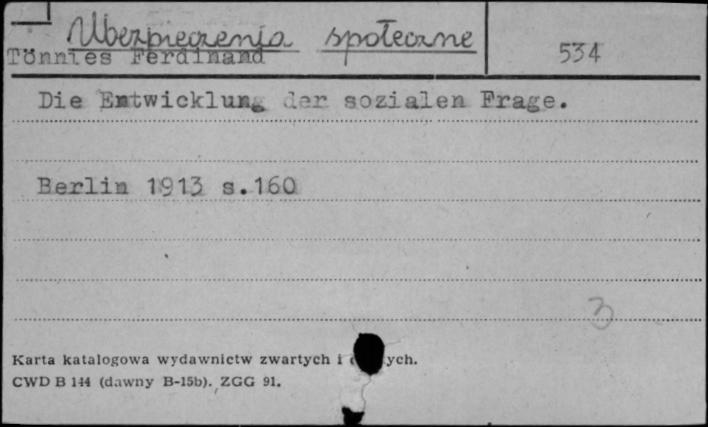 Ubezpieczenia społeczne
Tönnies Ferdinand
534
Die Entwicklung der sozialen Frage.
Berlin 1913 s.160
3
Karta katalogowa wydawnictw zwartych i
CWD B 144 (dawny B-15b). ZGG 91.